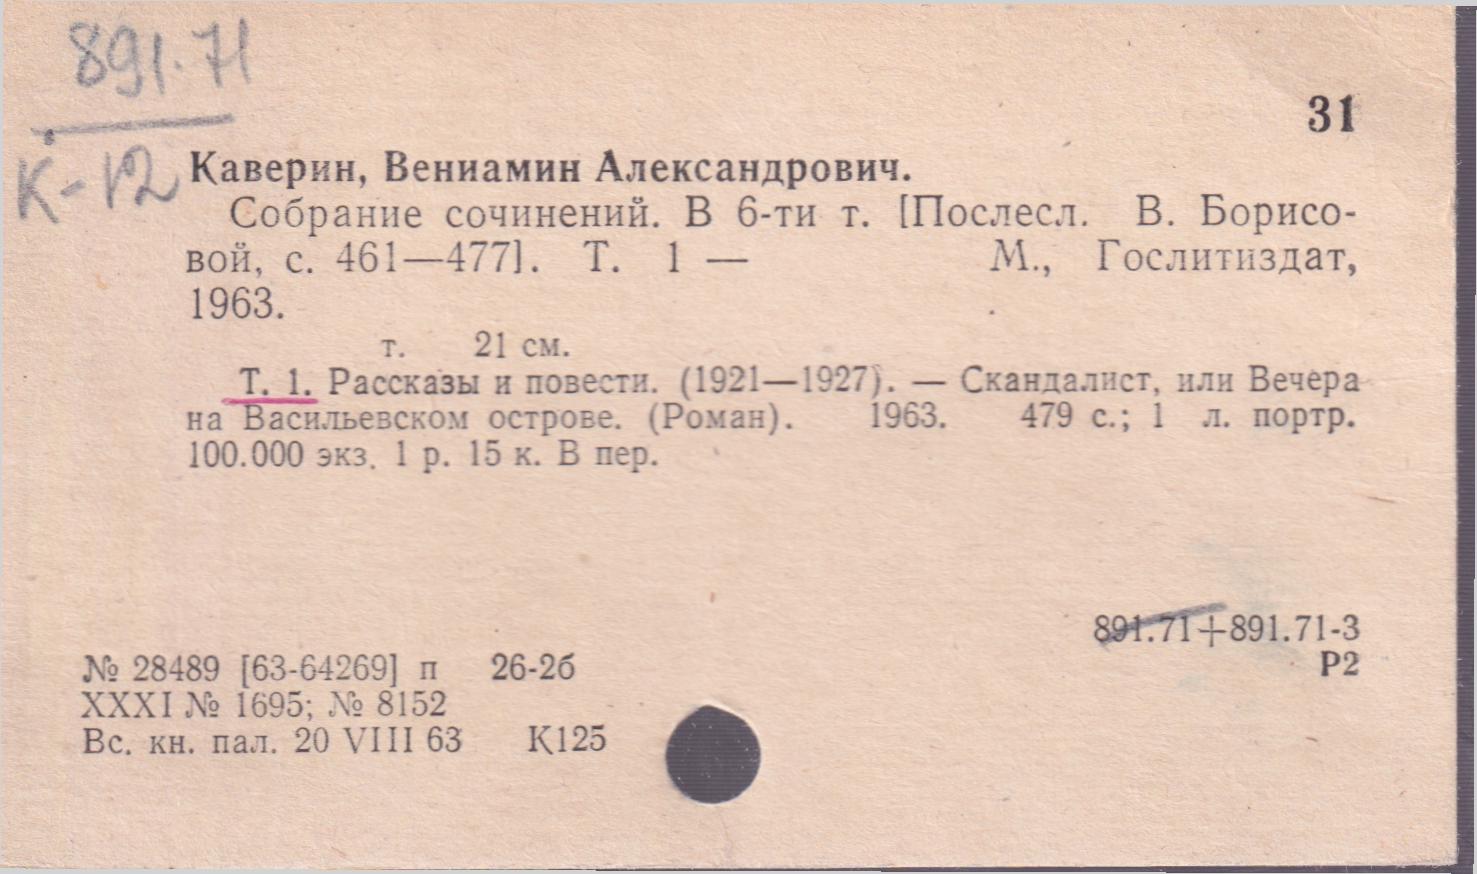 891.71
31
К-12
Каверин, Вениамин Александрович.
Собрание сочинений. В 6-ти т. [Послесл. В. Борисо-
вой, с. 461—477]. Т. 1 — М., Гослитиздат,
1963.
т. 21 см.
Т. 1. Рассказы и повести. (1921—1927). — Скандалист, или Вечера
на Васильевском острове. (Роман). 1963. 479 с.; 1 л. портр.
100.000 экз. 1 р. 15 к. В пер.
891.71+891.71-3
Р2
№ 28489 [63-64269] п 26-2б
XXXI № 1695; № 8152
Вс. кн. пал. 20 VIII 63 К125